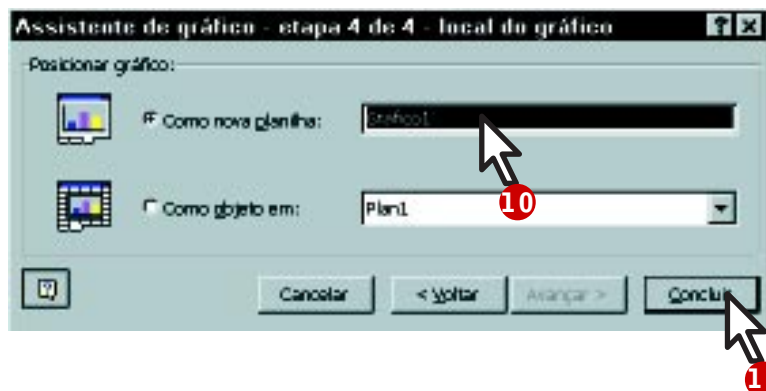 Assistente de gráfico - etapa 4 de 4 - local do gráfico
Posicionar gráfico:
Como nova planilha:
Gráfico1
10
Como objeto em:
Plan1
Cancelar
< Voltar
Avançar >
Concluir
1